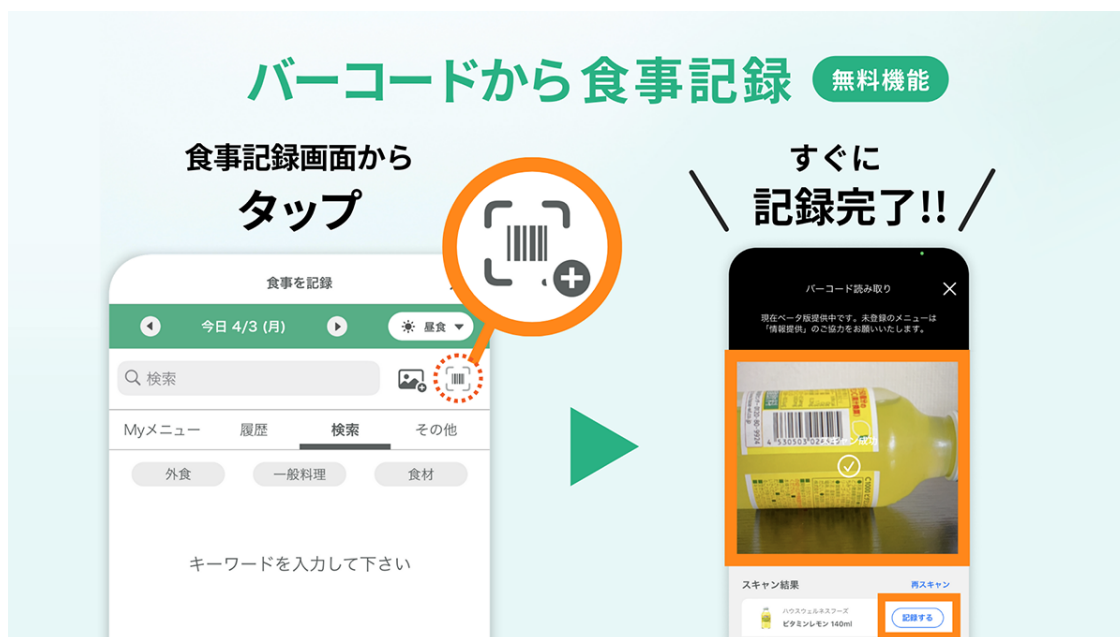 バーコードから食事記録 無料機能
食事記録画面から
タップ
食事を記録
今日 4/3 (月)
昼食
検索
Myメニュー 履歴 検索 その他
外食 一般料理 食材
キーワードを入力して下さい
すぐに
記録完了!!
バーコード読み取り
現在ベータ版提供中です。未登録のメニューは
「情報提供」のご協力をお願いいたします。
スキャン成功
スキャン結果 再スキャン
ハウスウェルネスフーズ
ビタミンレモン 140ml
記録する